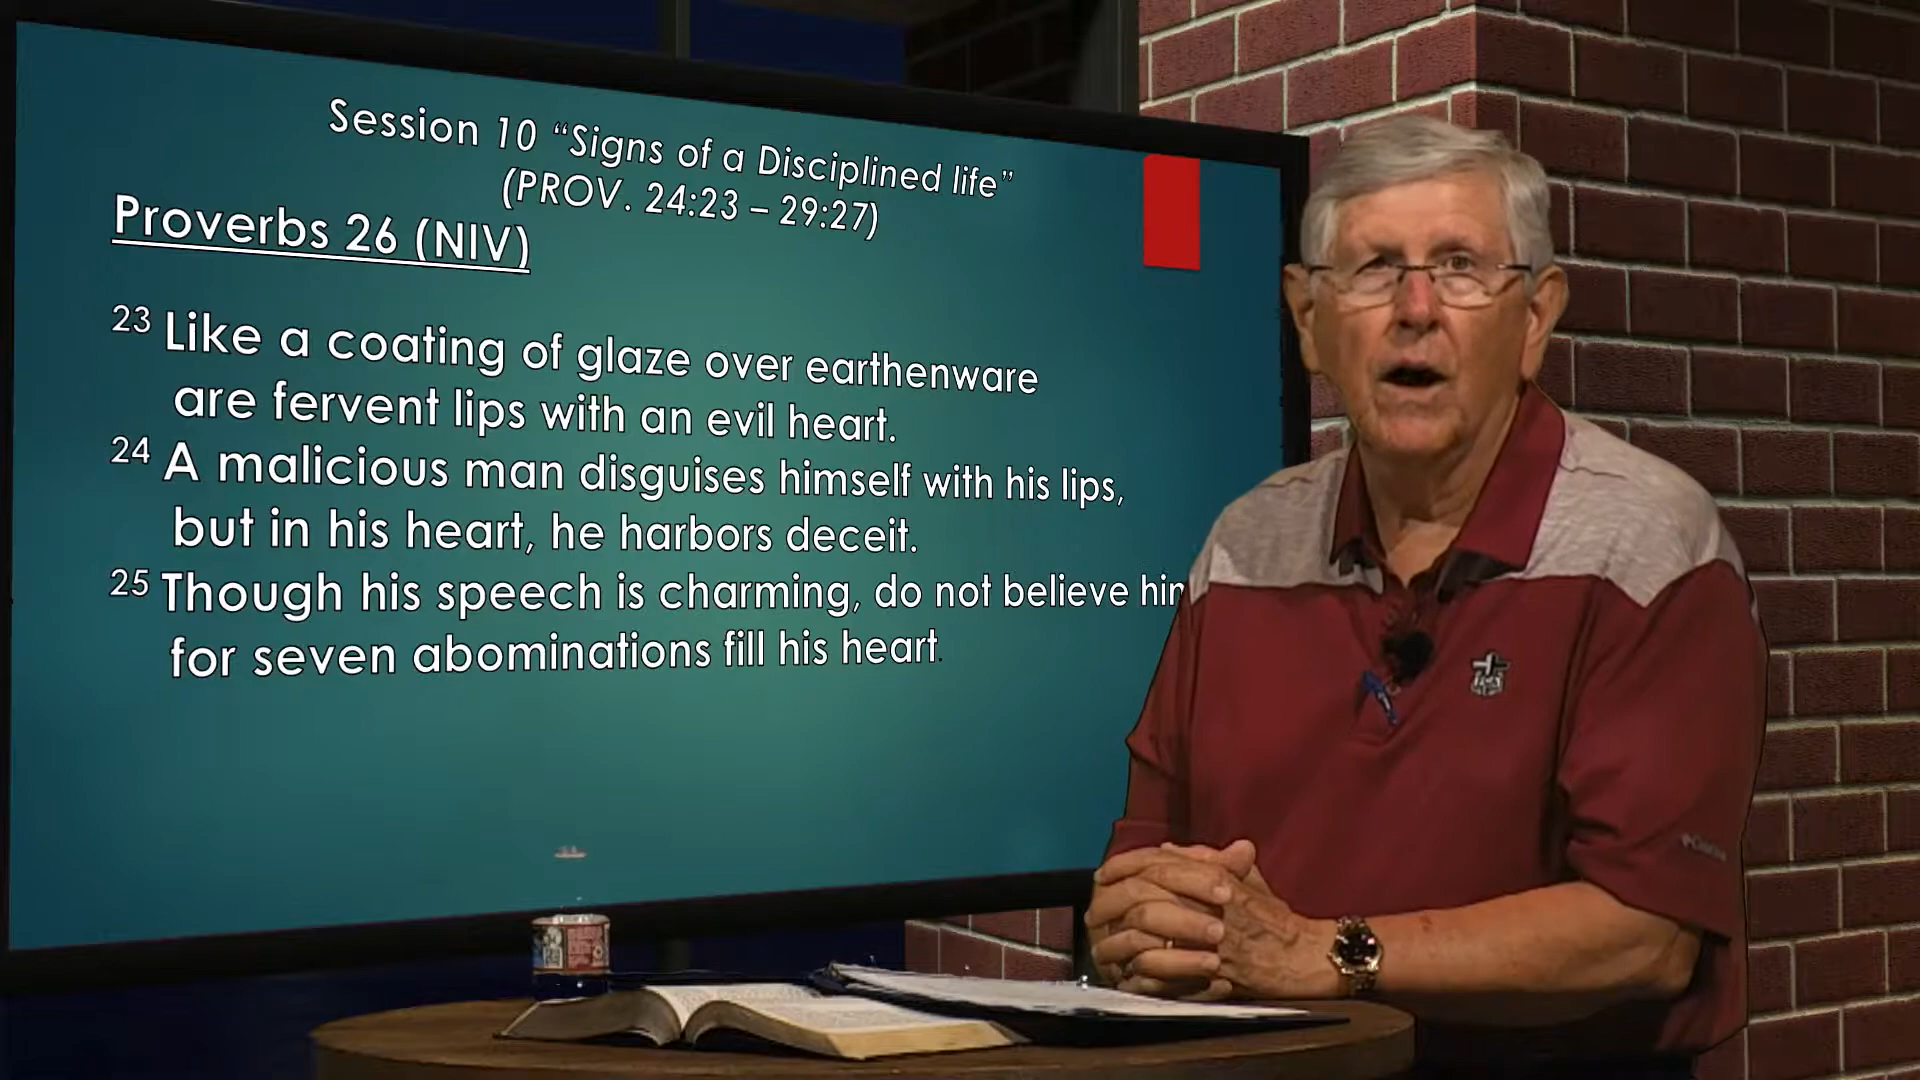 Session 10 “Signs of a Disciplined life”
(PROV. 24:23 – 29:27)
Proverbs 26 (NIV)
23 Like a coating of glaze over earthenware
are fervent lips with an evil heart.
24 A malicious man disguises himself with his lips,
but in his heart, he harbors deceit.
25 Though his speech is charming, do not believe
for seven abominations fill his heart.
FCA
Columbia